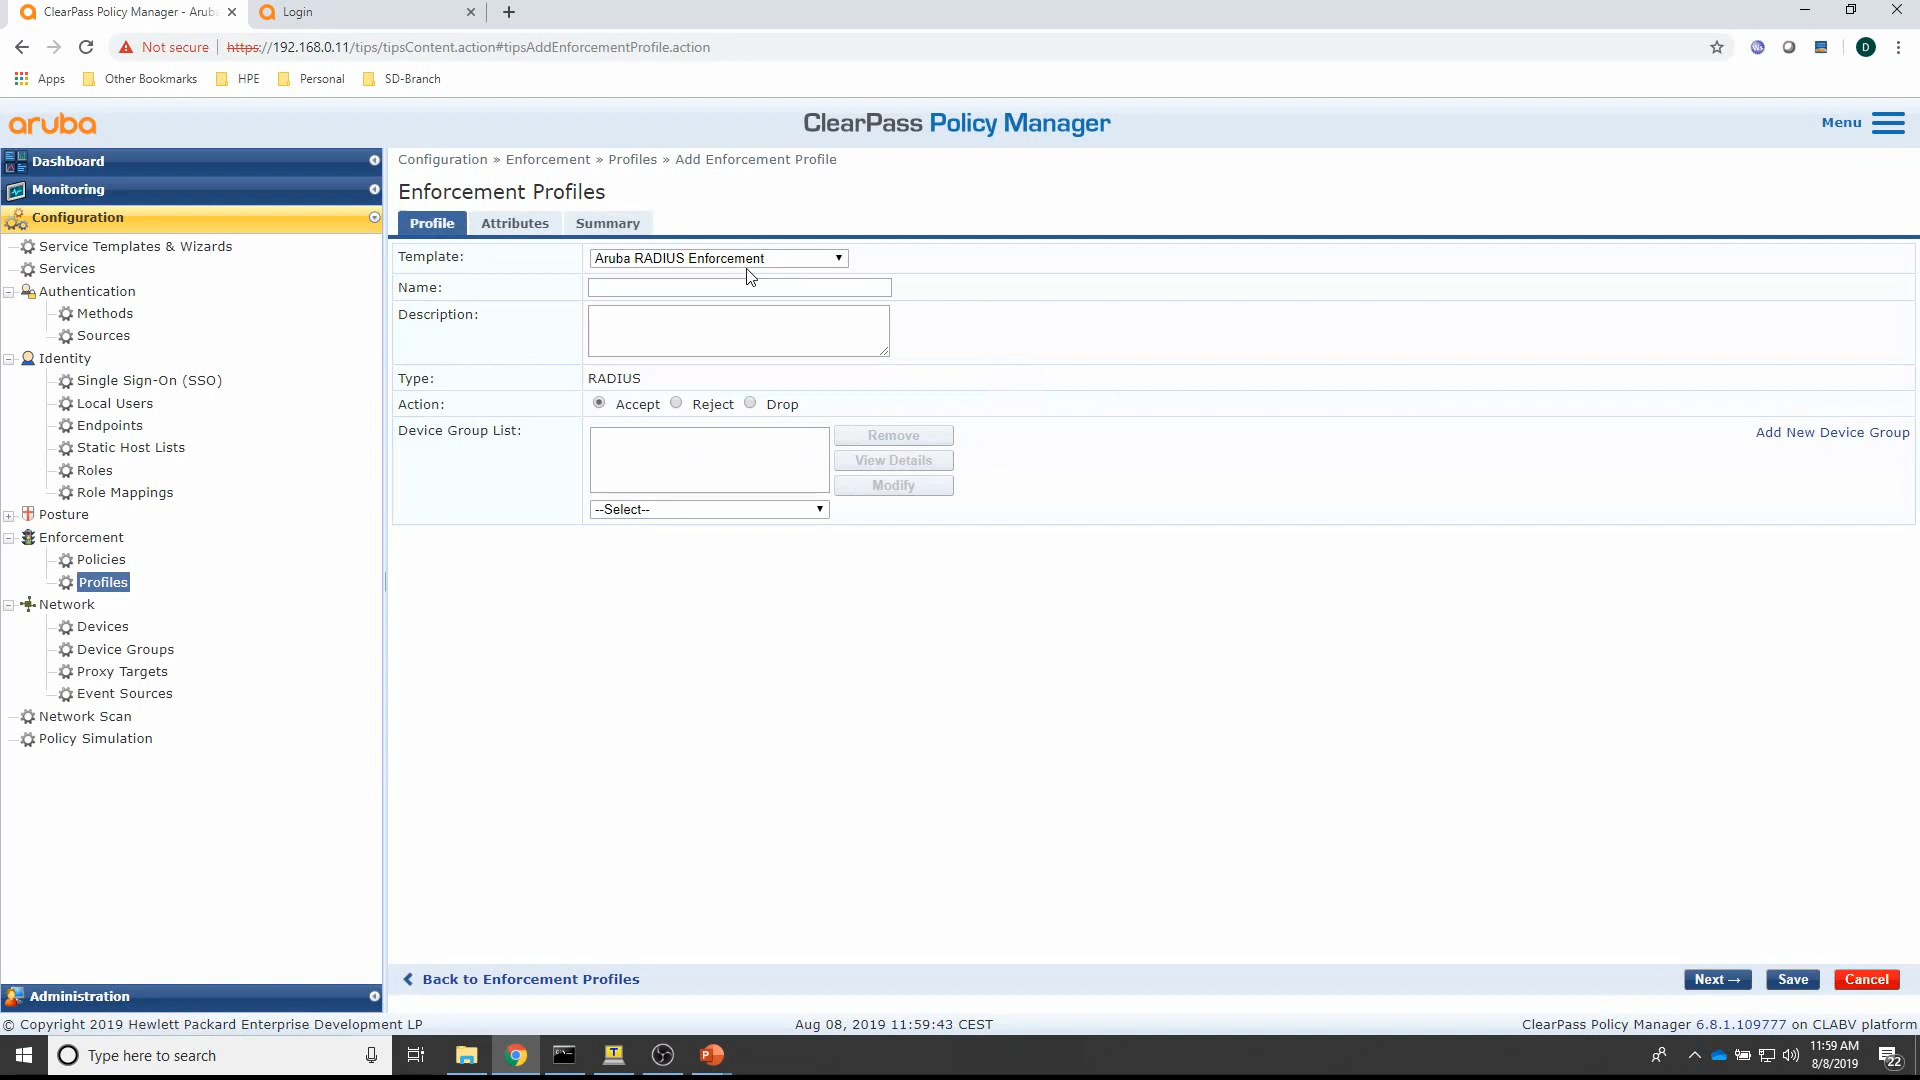 ClearPass Policy Manager - Arub
Login
Not secure
https://192.168.0.11/tips/tipsContent.action#tipsAddEnforcementProfile.action
D
Apps
Other Bookmarks
HPE
Personal
SD-Branch
aruba
ClearPass Policy Manager
Menu
Dashboard
Monitoring
Configuration
Service Templates & Wizards
Services
Authentication
Methods
Sources
Identity
Single Sign-On (SSO)
Local Users
Endpoints
Static Host Lists
Roles
Role Mappings
Posture
Enforcement
Policies
Profiles
Network
Devices
Device Groups
Proxy Targets
Event Sources
Network Scan
Policy Simulation
Administration
Configuration » Enforcement » Profiles » Add Enforcement Profile
Enforcement Profiles
Profile Attributes Summary
Template: Aruba RADIUS Enforcement
Name:
Description:
Type: RADIUS
Action: Accept Reject Drop
Device Group List:
Remove
View Details
Modify
--Select--
Add New Device Group
Back to Enforcement Profiles
Next →
Save
Cancel
© Copyright 2019 Hewlett Packard Enterprise Development LP
Aug 08, 2019 11:59:43 CEST
ClearPass Policy Manager 6.8.1.109777 on CLABV platform
Type here to search
11:59 AM
8/8/2019
22